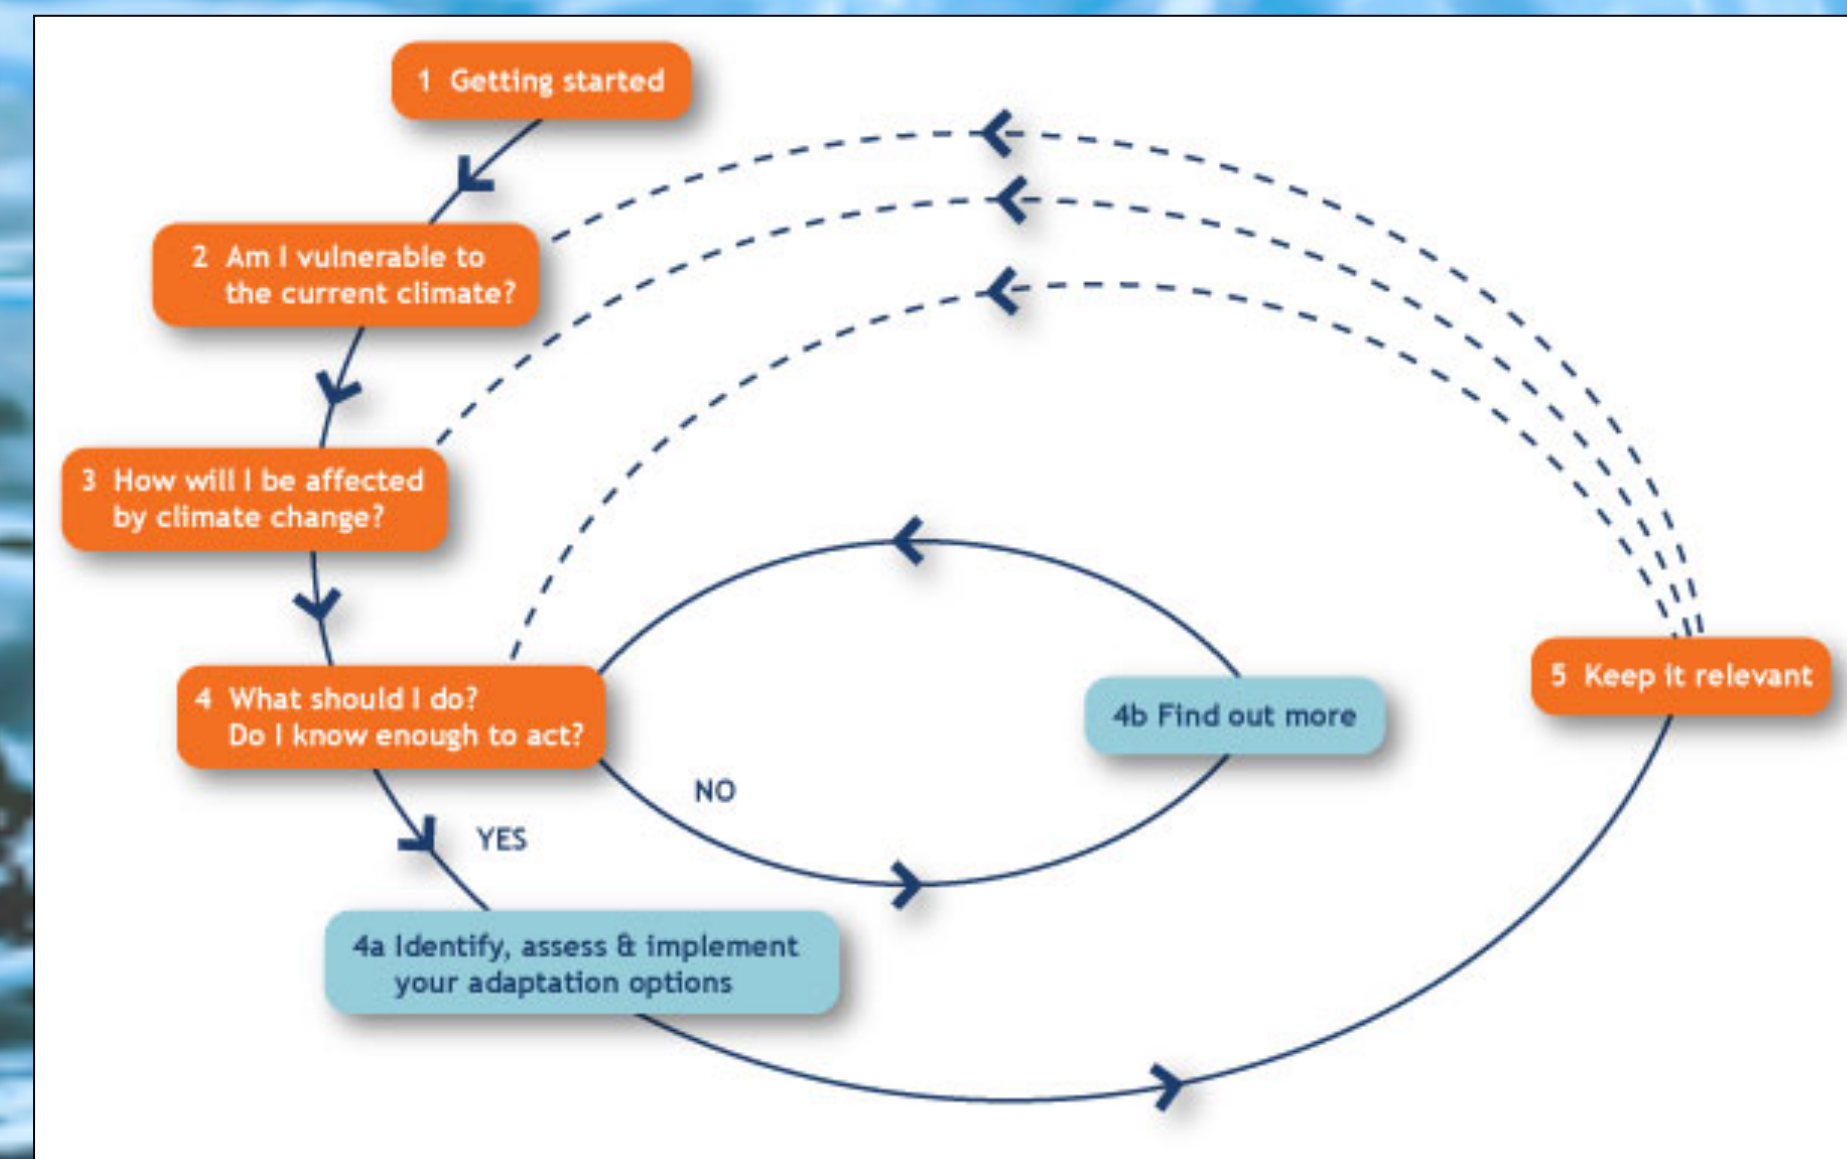 1 Getting started
2 Am I vulnerable to
the current climate?
3 How will I be affected
by climate change?
4 What should I do?
Do I know enough to act?
NO
YES
4b Find out more
5 Keep it relevant
4a Identify, assess & implement
your adaptation options